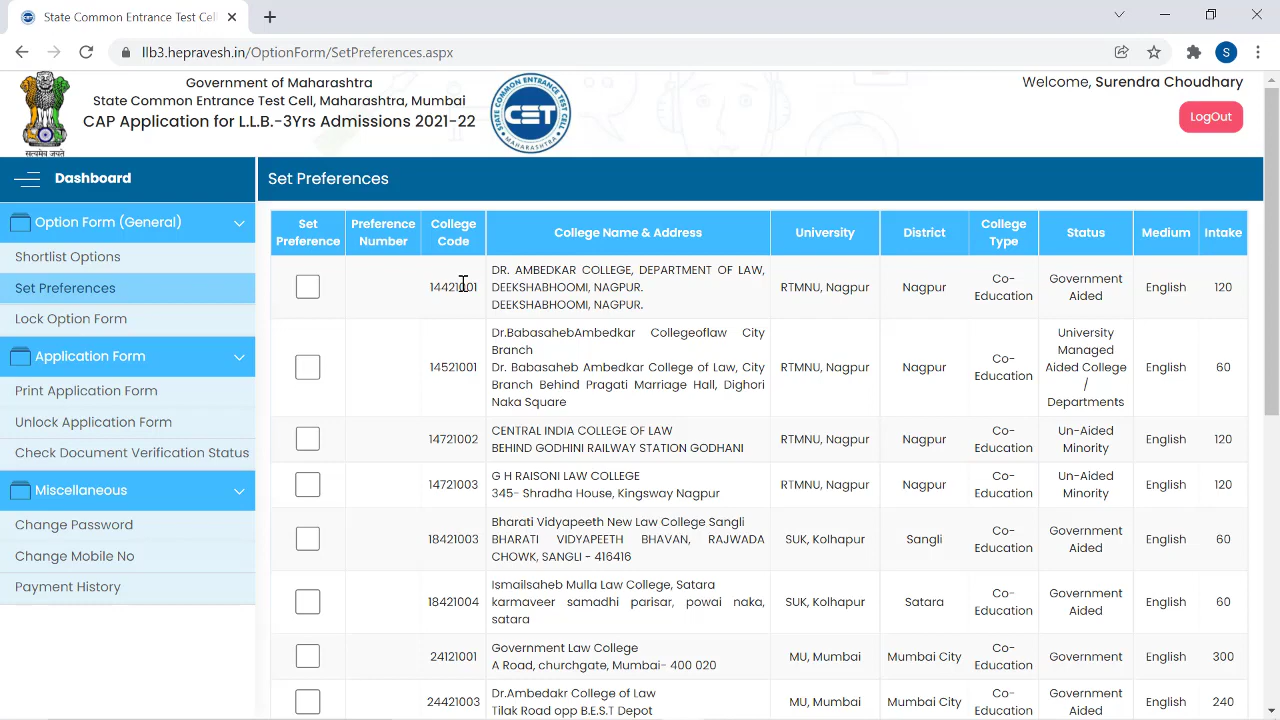 State Common Entrance Test Cell
llb3.hepravesh.in/OptionForm/SetPreferences.aspx
S
Government of Maharashtra
State Common Entrance Test Cell, Maharashtra, Mumbai
CAP Application for L.L.B.-3Yrs Admissions 2021-22
सत्यमेव जयते
STATE COMMON ENTRANCE TEST CELL
CET
MAHARASHTRA
Welcome, Surendra Choudhary
LogOut
Dashboard
Option Form (General)
Shortlist Options
Set Preferences
Lock Option Form
Application Form
Print Application Form
Unlock Application Form
Check Document Verification Status
Miscellaneous
Change Password
Change Mobile No
Payment History
Set Preferences
Set Preference | Preference Number | College Code | College Name & Address | University | District | College Type | Status | Medium | Intake
14421001
DR. AMBEDKAR COLLEGE, DEPARTMENT OF LAW,
DEEKSHABHOOMI, NAGPUR.
DEEKSHABHOOMI, NAGPUR.
RTMNU, Nagpur
Nagpur
Co-
Education
Government
Aided
English
120
14521001
Dr.BabasahebAmbedkar Collegeoflaw City
Branch
Dr. Babasaheb Ambedkar College of Law, City
Branch Behind Pragati Marriage Hall, Dighori
Naka Square
RTMNU, Nagpur
Nagpur
Co-
Education
University
Managed
Aided College
/
Departments
English
60
14721002
CENTRAL INDIA COLLEGE OF LAW
BEHIND GODHINI RAILWAY STATION GODHANI
RTMNU, Nagpur
Nagpur
Co-
Education
Un-Aided
Minority
English
120
14721003
G H RAISONI LAW COLLEGE
345- Shradha House, Kingsway Nagpur
RTMNU, Nagpur
Nagpur
Co-
Education
Un-Aided
Minority
English
120
18421003
Bharati Vidyapeeth New Law College Sangli
BHARATI VIDYAPEETH BHAVAN, RAJWADA
CHOWK, SANGLI - 416416
SUK, Kolhapur
Sangli
Co-
Education
Government
Aided
English
60
18421004
Ismailsaheb Mulla Law College, Satara
karmaveer samadhi parisar, powai naka,
satara
SUK, Kolhapur
Satara
Co-
Education
Government
Aided
English
60
24121001
Government Law College
A Road, churchgate, Mumbai- 400 020
MU, Mumbai
Mumbai City
Co-
Education
Government
English
300
24421003
Dr.Ambedakr College of Law
Tilak Road opp B.E.S.T Depot
MU, Mumbai
Mumbai City
Co-
Education
Government
Aided
English
240